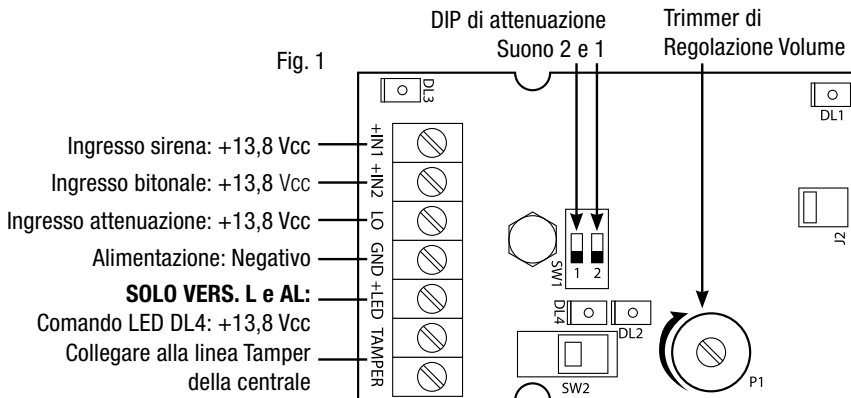 DIP di attenuazione
Suono 2 e 1
Trimmer di
Regolazione Volume
Fig. 1
DL3
DL1
Ingresso sirena: +13,8 Vcc
+IN1
Ingresso bitonale: +13,8 Vcc
+IN2
Ingresso attenuazione: +13,8 Vcc
LO
J2
Alimentazione: Negativo
GND
SW1
1 2
SOLO VERS. L e AL:
+LED
Comando LED DL4: +13,8 Vcc
DL4
DL2
Collegare alla linea Tamper
della centrale
TAMPER
SW2
P1